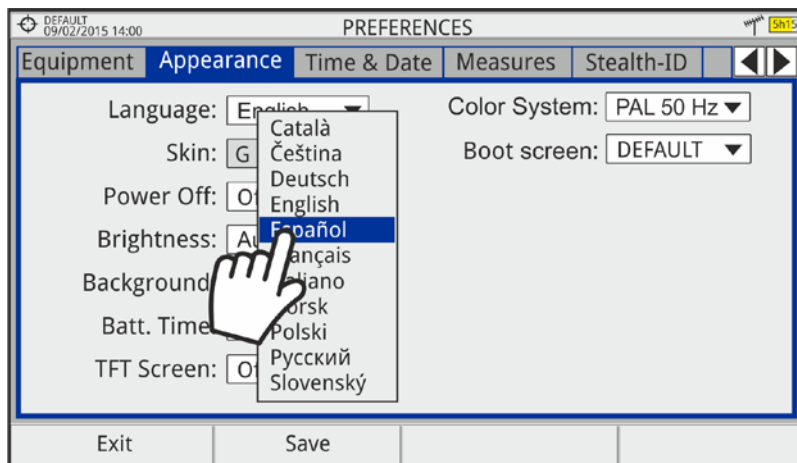 DEFAULT
09/02/2015 14:00
PREFERENCES
5h15
Equipment
Appearance
Time & Date
Measures
Stealth-ID
Language:
Català
Čeština
Deutsch
English
Español
Norsk
Polski
Русский
Slovenský
Skin:
G
Power Off:
Brightness:
Background
Batt. Time
TFT Screen:
Color System: PAL 50 Hz
Boot screen: DEFAULT
Exit
Save